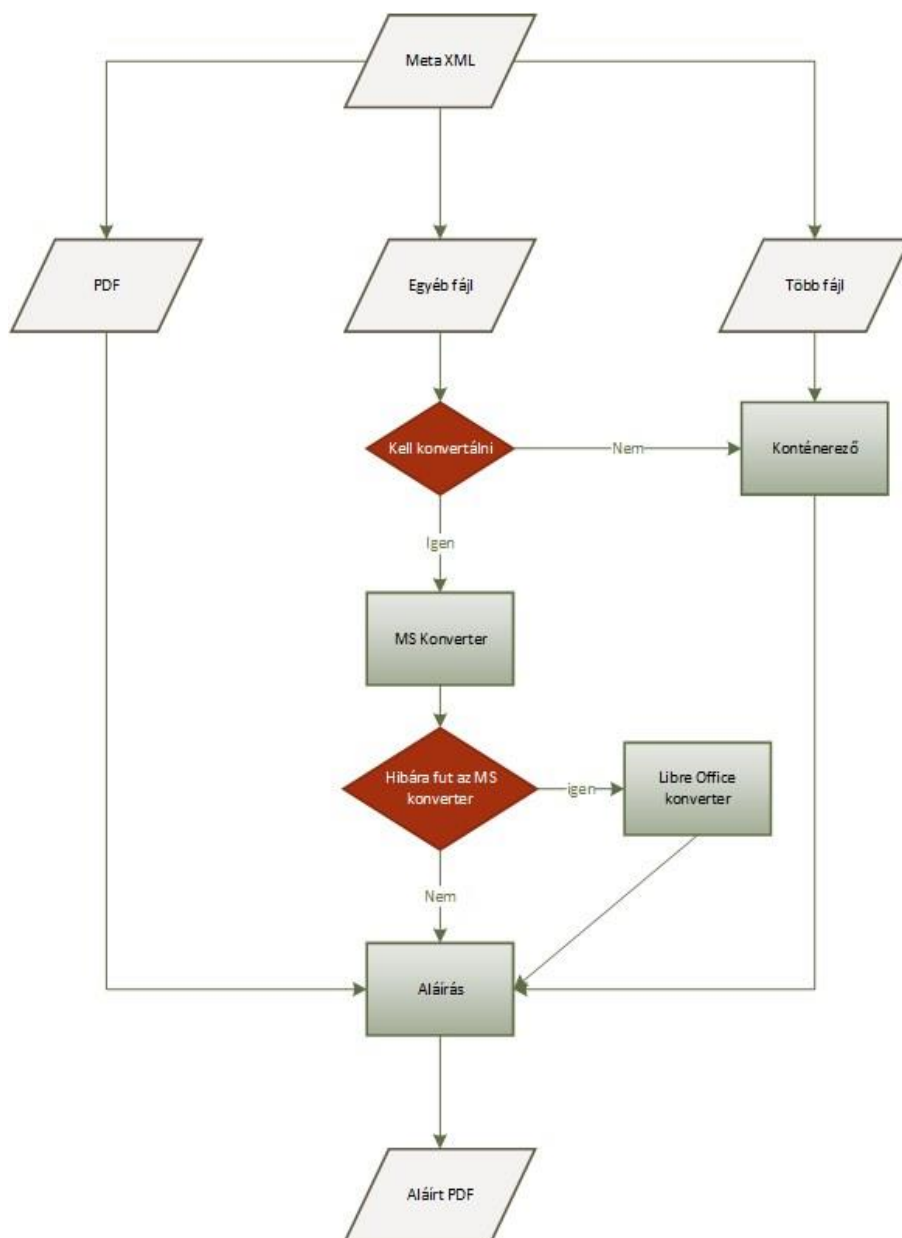 Meta XML
PDF
Egyéb fájl
Több fájl
Kell konvertálni
Nem
Konténerező
Igen
MS Konverter
Hibára fut az MS
konverter
igen
Libre Office
konverter
Nem
Aláírás
Aláírt PDF